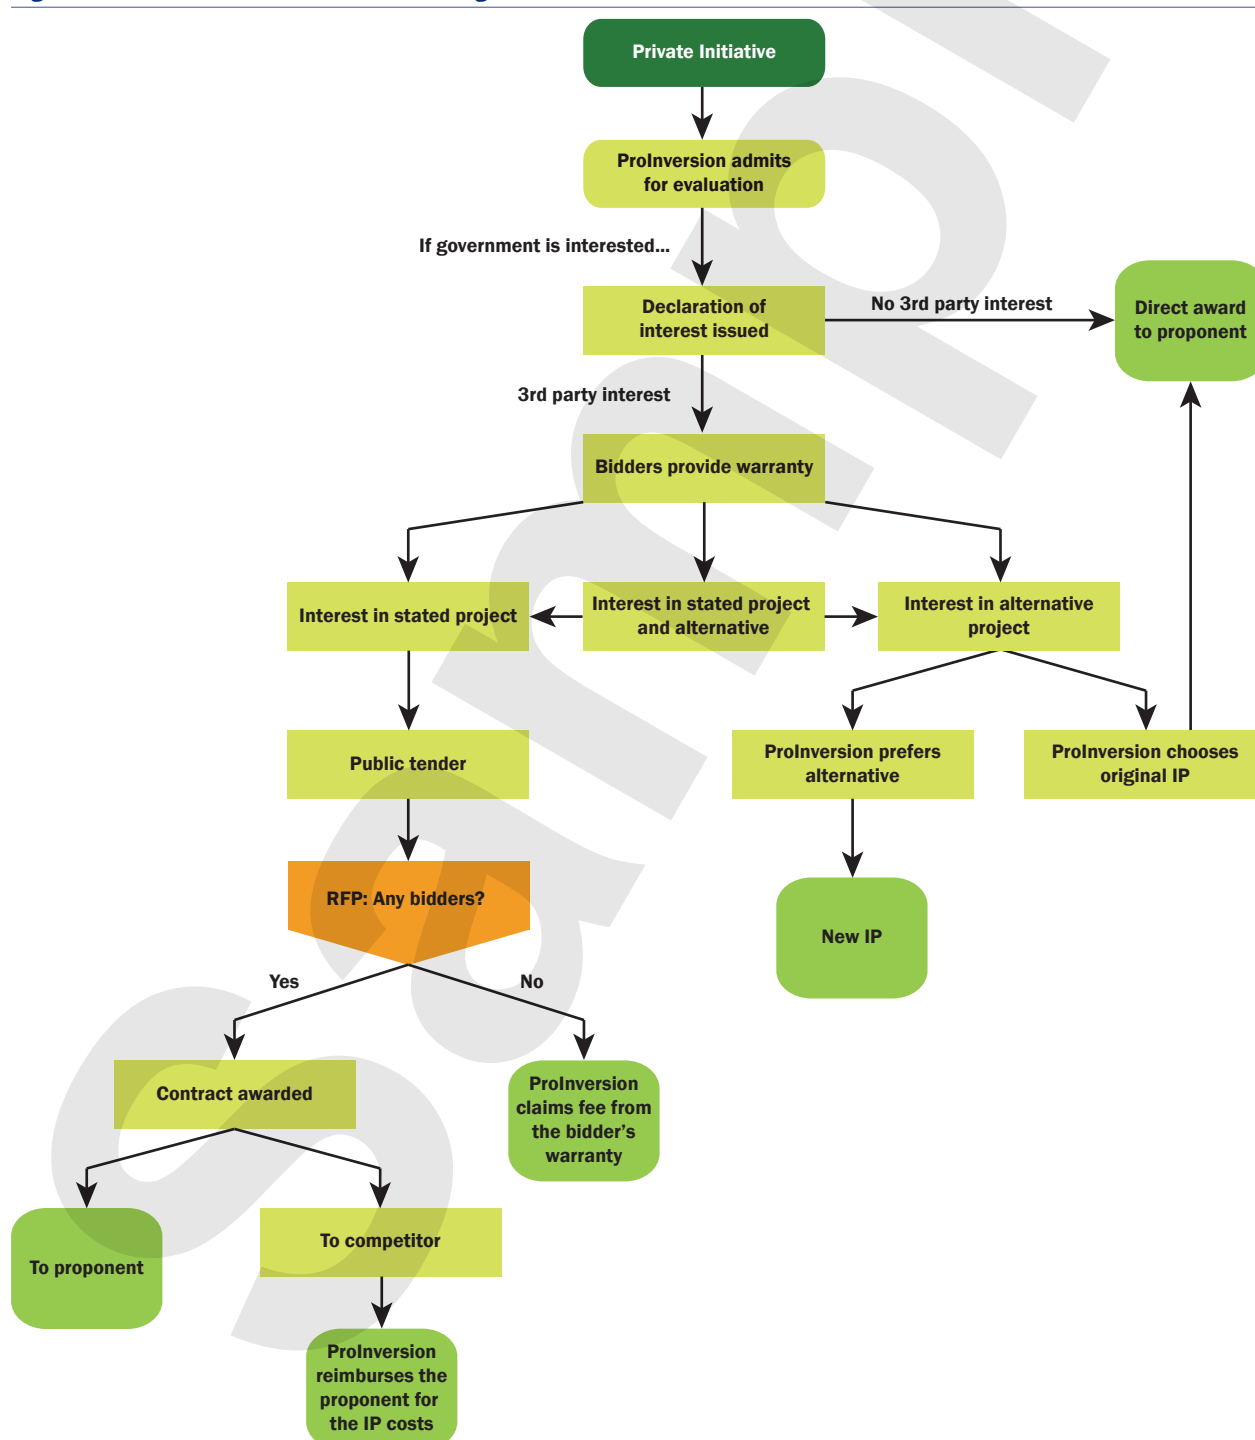 Private Initiative
ProInversion admits
for evaluation
If government is interested...
Declaration of
interest issued
No 3rd party interest
Direct award
to proponent
3rd party interest
Bidders provide warranty
Interest in stated project
Interest in stated project
and alternative
Interest in alternative
project
Public tender
ProInversion prefers
alternative
ProInversion chooses
original IP
RFP: Any bidders?
New IP
Yes
No
Contract awarded
ProInversion
claims fee from
the bidder's
warranty
To proponent
To competitor
ProInversion
reimburses the
proponent for
the IP costs